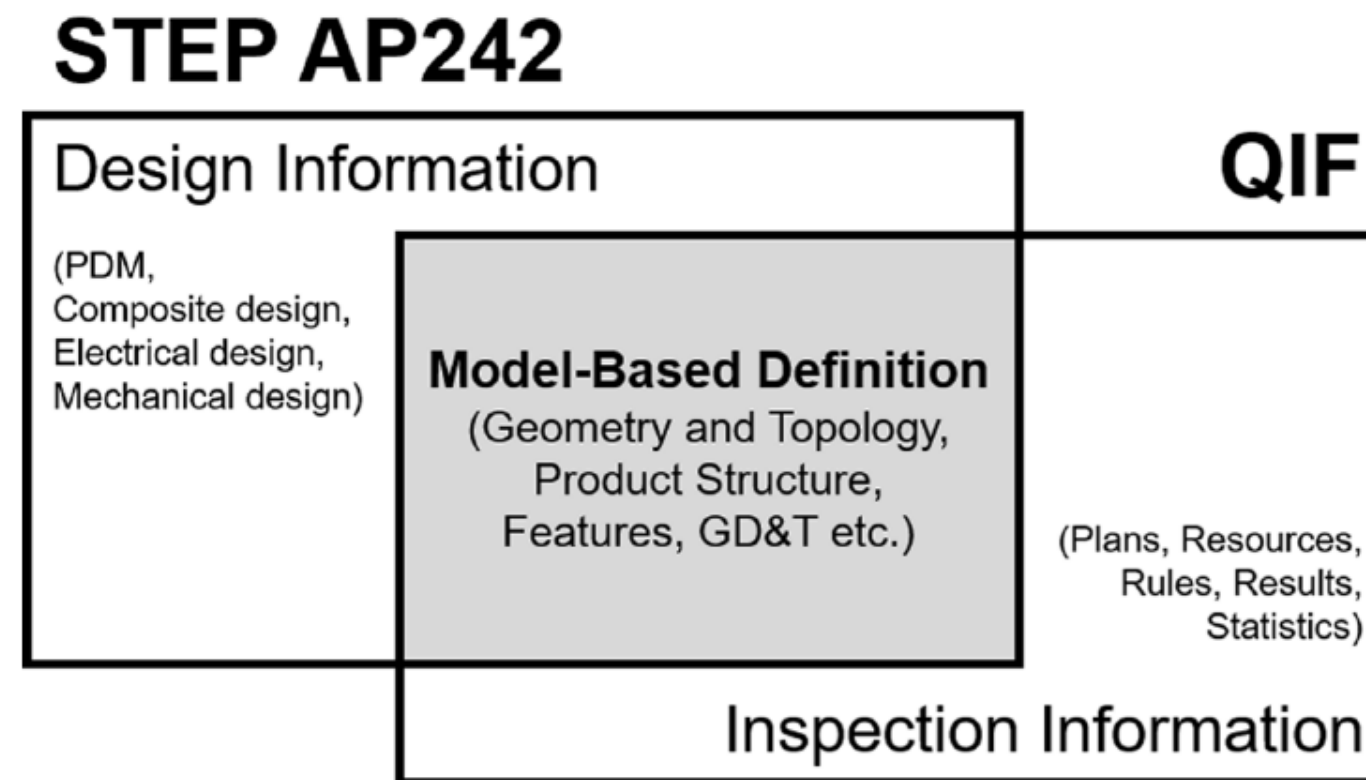 STEP AP242
Design Information
QIF
(PDM,
Composite design,
Electrical design,
Mechanical design)
Model-Based Definition
(Geometry and Topology,
Product Structure,
Features, GD&T etc.)
(Plans, Resources,
Rules, Results,
Statistics)
Inspection Information